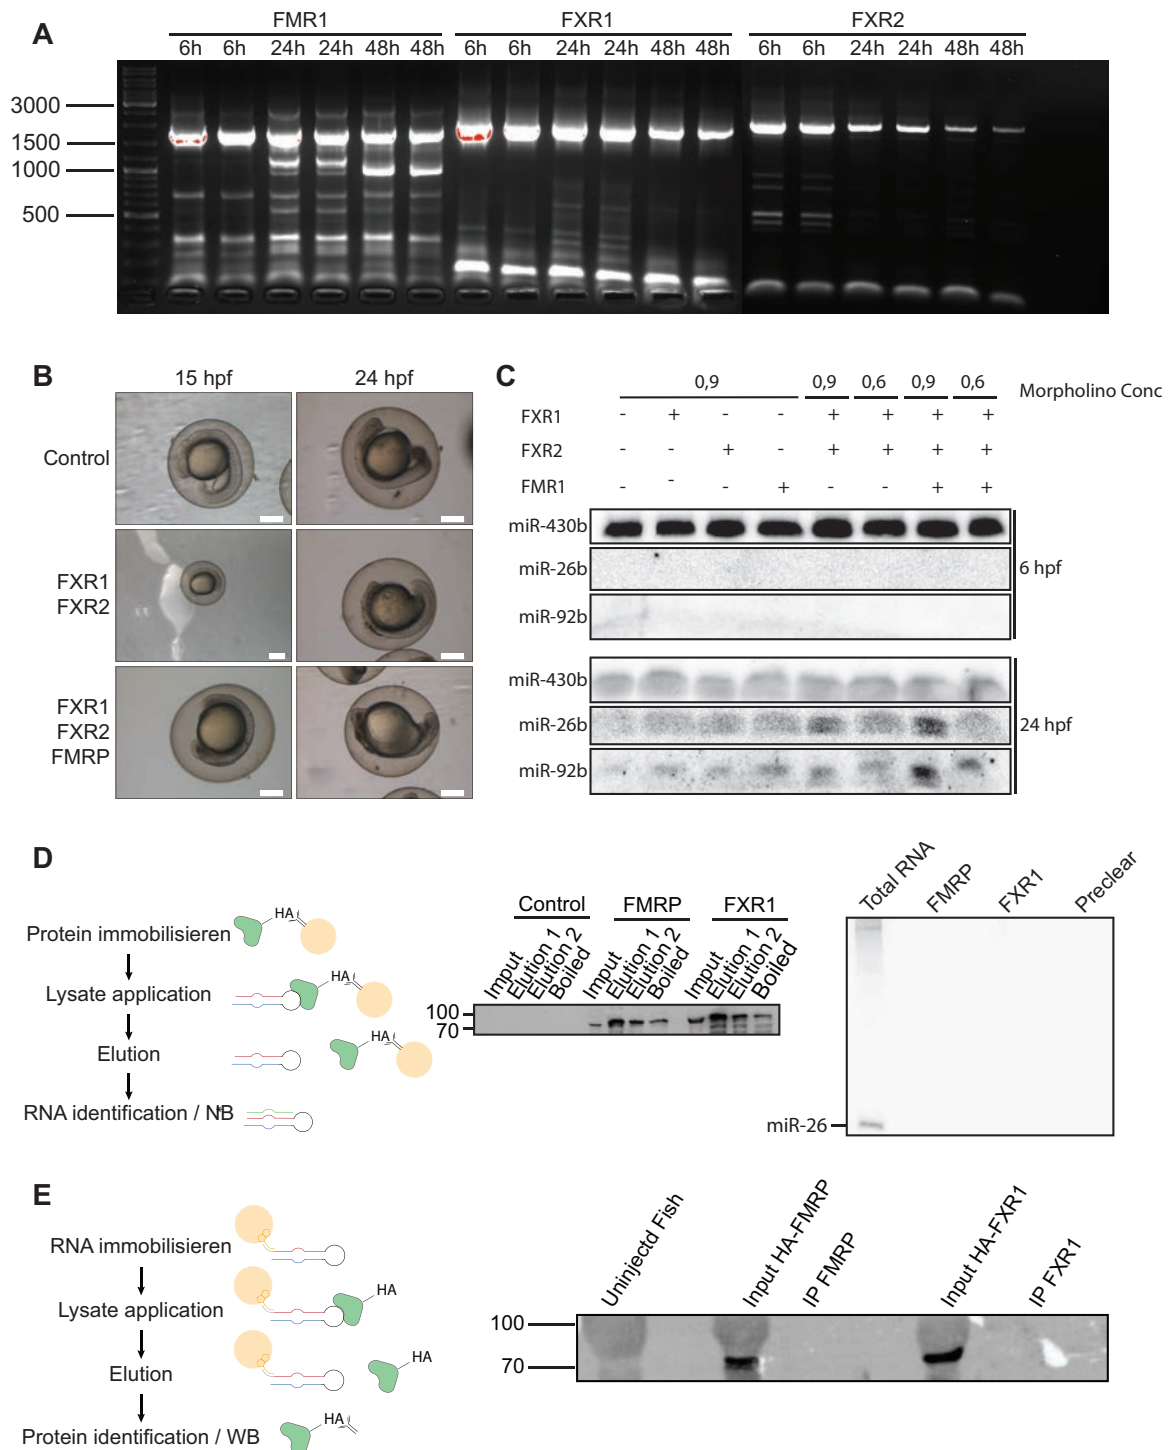 A
FMR1 FXR1 FXR2
6h 6h 24h 24h 48h 48h 6h 6h 24h 24h 48h 48h 6h 6h 24h 24h 48h 48h
3000
1500
1000
500
B
15 hpf 24 hpf
Control
FXR1
FXR2
FXR1
FXR2
FMRP
C
0,9 0,9 0,6 0,9 0,6 Morpholino Conc
FXR1 - + - - + + + +
FXR2 - - + - + + + +
FMR1 - - - + - - + +
miR-430b
miR-26b
miR-92b
6 hpf
miR-430b
miR-26b
miR-92b
24 hpf
D
Protein immobilisieren
HA
Lysate application
HA
Elution
HA
RNA identification / NB
Control FMRP FXR1
Input Elution 1 Elution 2 Boiled Input Elution 1 Elution 2 Boiled Input Elution 1 Elution 2 Boiled
100
70
Total RNA FMRP FXR1 Preclear
miR-26
E
RNA immobilisieren
Lysate application
HA
Elution
HA
Protein identification / WB
HA
Uninjectd Fish Input HA-FMRP IP FMRP Input HA-FXR1 IP FXR1
100
70